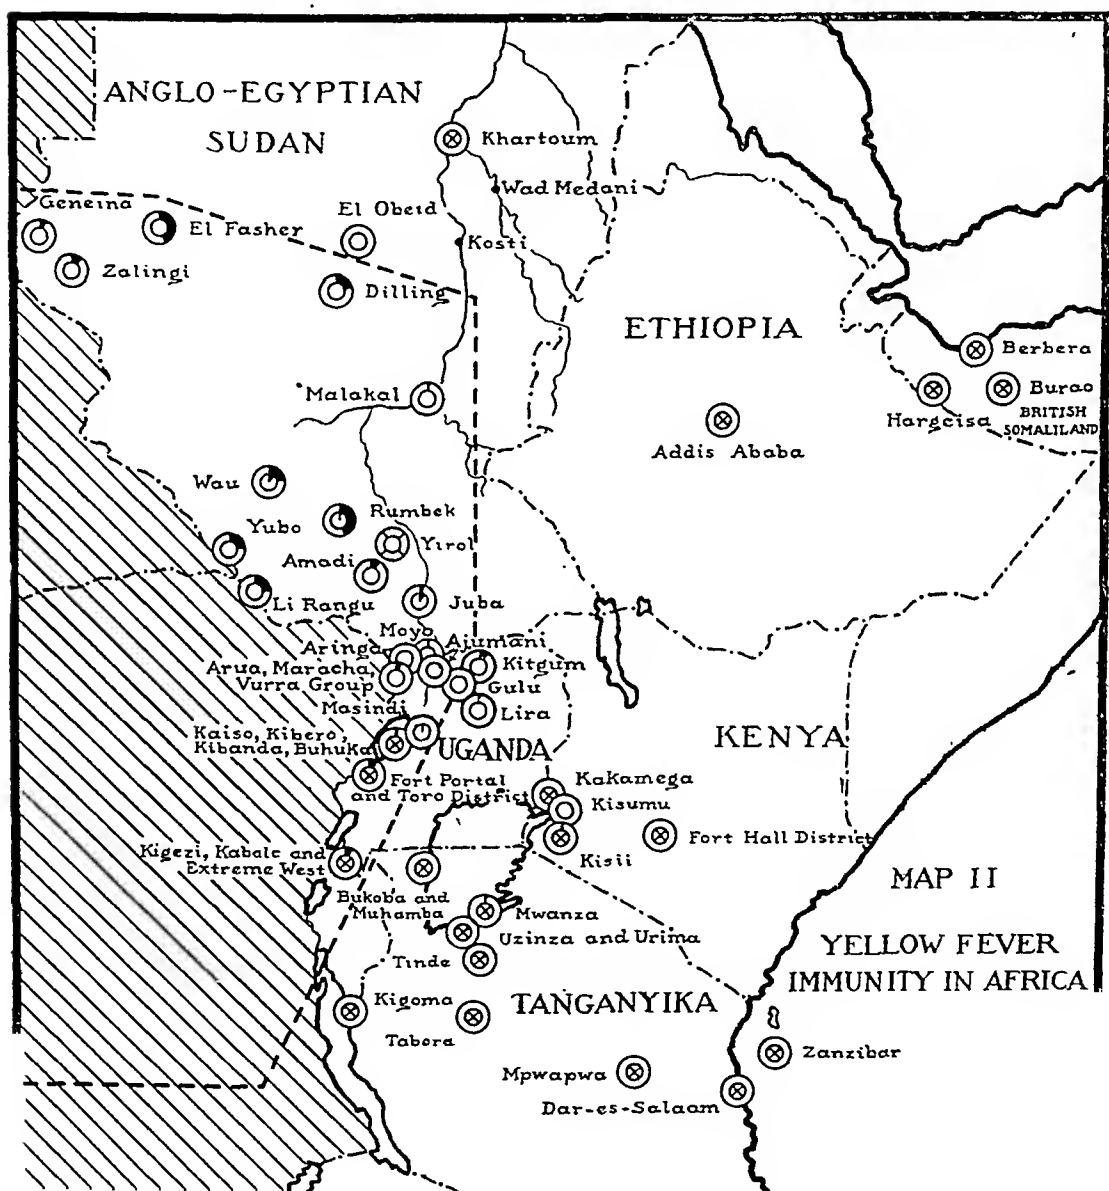 ANGLO-EGYPTIAN
SUDAN
Khartoum
Wad Medani
Geneina
El Fasher
El Obeid
Kosti
Zalingi
Dilling
ETHIOPIA
Berbera
Malakal
Burao
Hargcisa
BRITISH
SOMALILAND
Addis Ababa
Wau
Rumbek
Yubo
Yirol
Amadi
Li Rangu
Juba
Moyo
Ajumani
Aringa
Kitgum
Arua, Maracha,
Vurra Group
Gulu
Masindi
Lira
Kaiso, Kibero,
Kibanda, Buhuka
UGANDA
KENYA
Fort Portal
and Toro District
Kakamega
Kisumu
Fort Hall District
Kisii
Kigezi, Kabale and
Extreme West
MAP II
Bukoba and
Muhamba
Mwanza
Uzinza and Urima
YELLOW FEVER
IMMUNITY IN AFRICA
Tinde
Kigoma
TANGANYIKA
Tabora
Zanzibar
Mpwapwa
Dar-es-Salaam